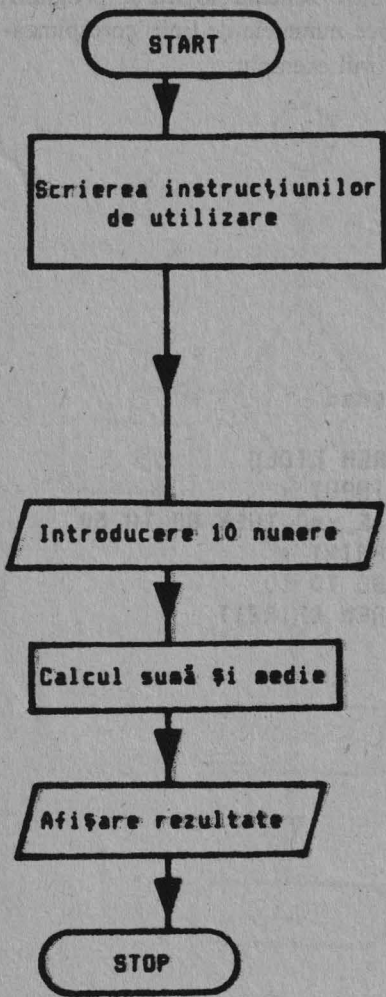 START
Scrierea instrucţiunilor
de utilizare
Introducere 10 numere
Calcul sumă şi medie
Afişare rezultate
STOP